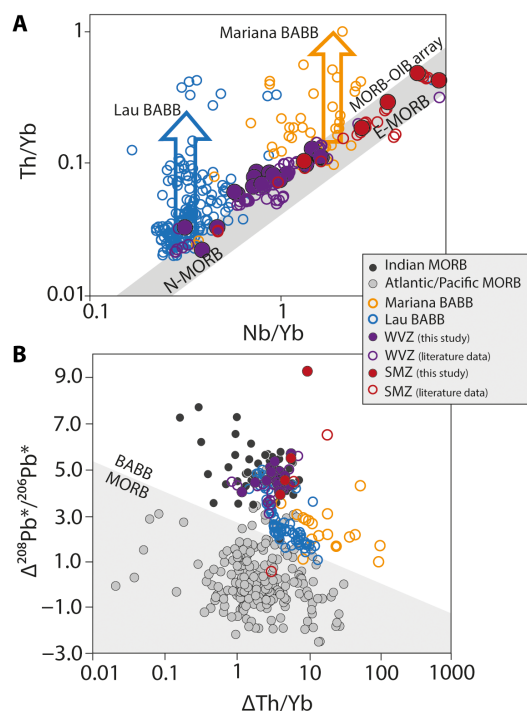 A
1
Mariana BABB
MORB-OIB array
Lau BABB
E-MORB
Th/Yb
0.1
N-MORB
0.01
0.1
1
Nb/Yb
Indian MORB
Atlantic/Pacific MORB
Mariana BABB
Lau BABB
WVZ (this study)
WVZ (literature data)
SMZ (this study)
SMZ (literature data)
B
9.0
7.0
BABB
MORB
5.0
Δ²⁰⁸Pb*/²⁰⁶Pb*
3.0
1.0
−1.0
−3.0
0.01
0.1
1
10
100
1000
ΔTh/Yb